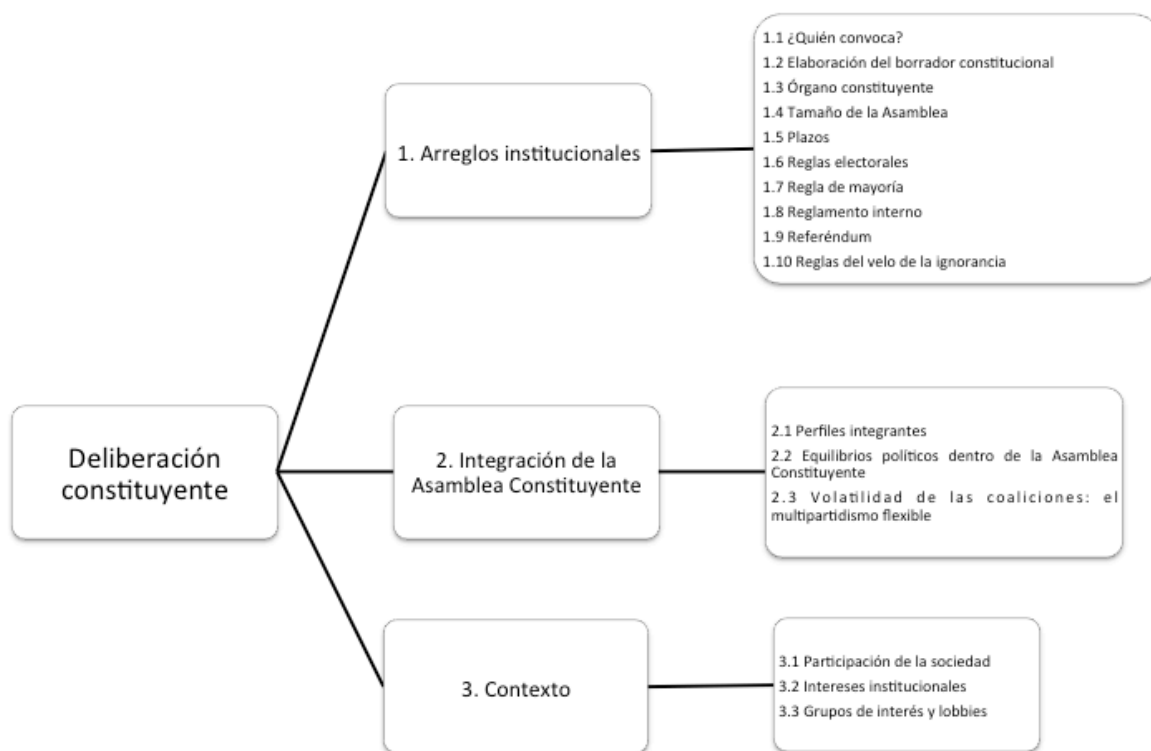 Deliberación
constituyente
1. Arreglos institucionales
1.1 ¿Quién convoca?
1.2 Elaboración del borrador constitucional
1.3 Órgano constituyente
1.4 Tamaño de la Asamblea
1.5 Plazos
1.6 Reglas electorales
1.7 Regla de mayoría
1.8 Reglamento interno
1.9 Referéndum
1.10 Reglas del velo de la ignorancia
2. Integración de la
Asamblea Constituyente
2.1 Perfiles integrantes
2.2 Equilibrios políticos dentro de la Asamblea
Constituyente
2.3 Volatilidad de las coaliciones: el
multipartidismo flexible
3. Contexto
3.1 Participación de la sociedad
3.2 Intereses institucionales
3.3 Grupos de interés y lobbies